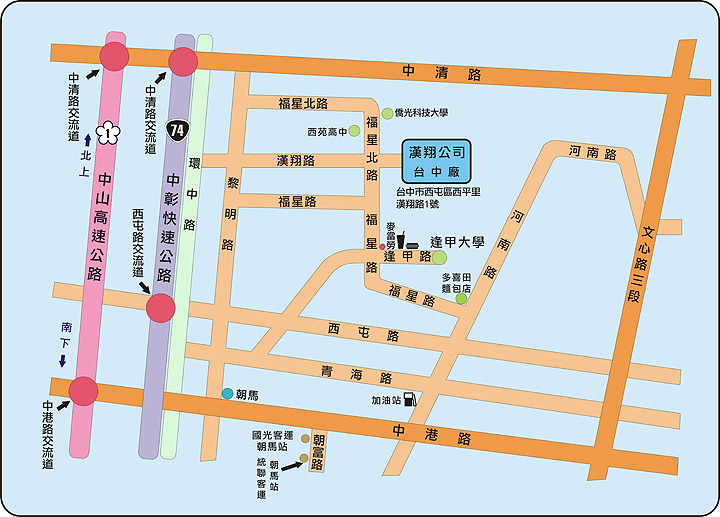 中清路
中清路交流道
中清路交流道
福星北路
僑光科技大學
西苑高中
福星北路
1
74
北上
漢翔公司
台中廠
漢翔路
河南路
環中路
黎明路
台中市西屯區西平里
漢翔路1號
中山高速公路
中彰快速公路
福星路
福星路
河南路
西屯路交流道
麥當勞
逢甲大學
文心路三段
逢甲路
多喜田
麵包店
福星路
南下
西屯路
青海路
朝馬
加油站
中港路交流道
中港路
國光客運
朝馬站
朝富路
朝馬站
統聯客運